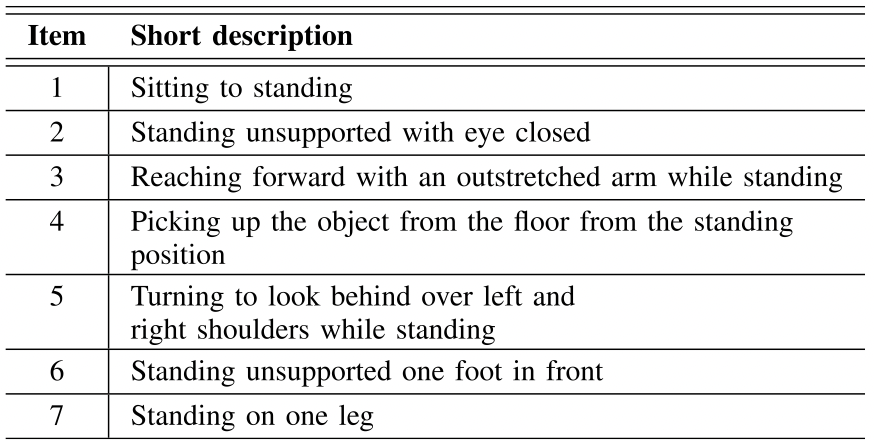 Item Short description
1 Sitting to standing
2 Standing unsupported with eye closed
3 Reaching forward with an outstretched arm while standing
4 Picking up the object from the floor from the standing
position
5 Turning to look behind over left and
right shoulders while standing
6 Standing unsupported one foot in front
7 Standing on one leg